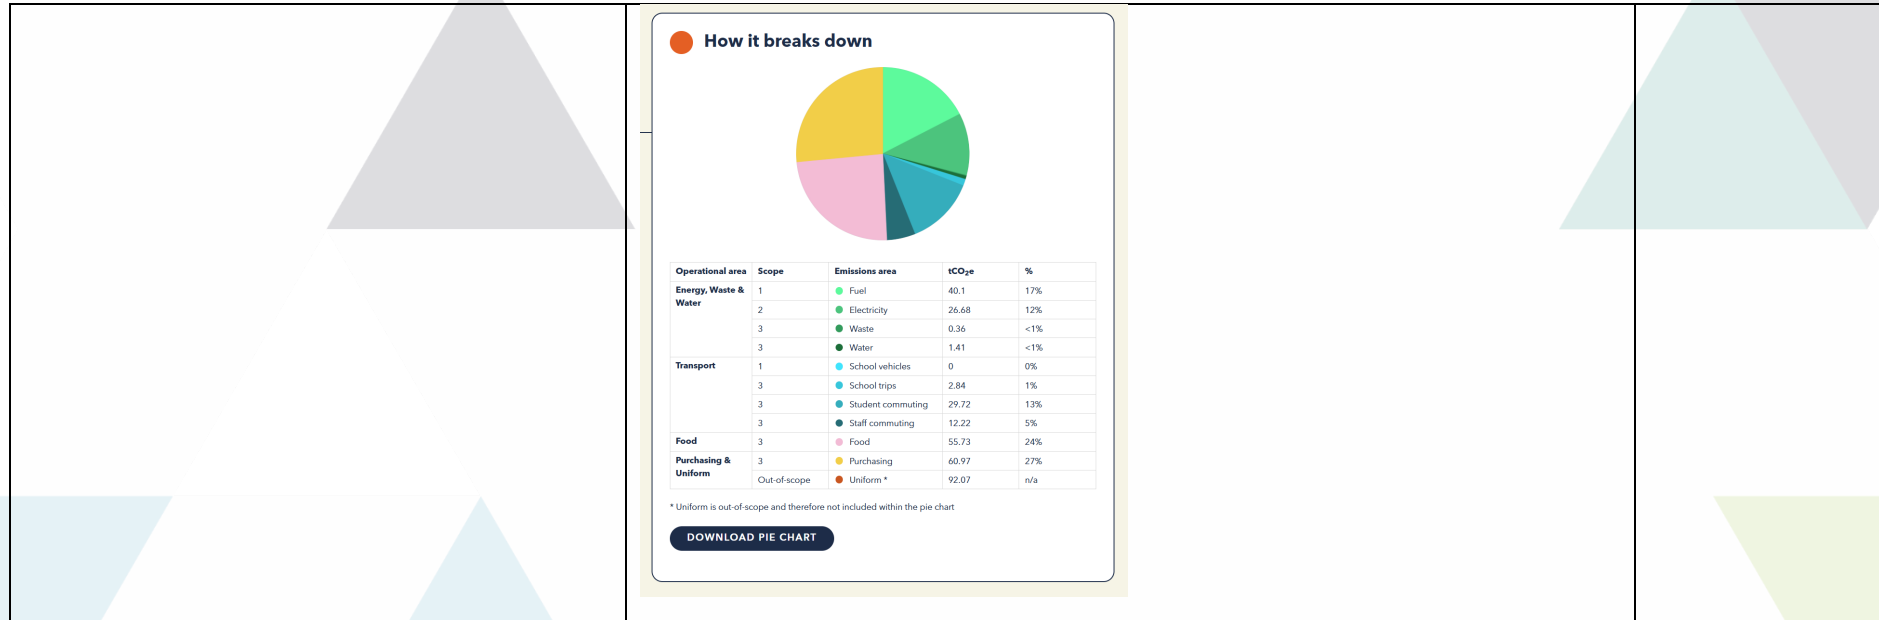 How it breaks down
Operational area Scope Emissions area tCO₂e %
Energy, Waste & Water 1 Fuel 40.1 17%
2 Electricity 26.68 12%
3 Waste 0.36 <1%
3 Water 1.41 <1%
Transport 1 School vehicles 0 0%
3 School trips 2.84 1%
3 Student commuting 29.72 13%
3 Staff commuting 12.22 5%
Food 3 Food 55.73 24%
Purchasing & Uniform 3 Purchasing 60.97 27%
Out-of-scope Uniform * 92.07 n/a
* Uniform is out-of-scope and therefore not included within the pie chart
DOWNLOAD PIE CHART